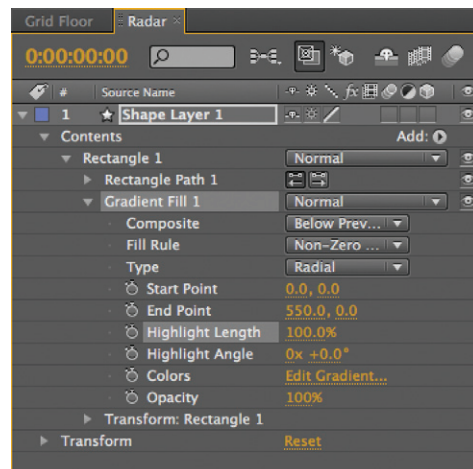 Grid Floor Radar ×
0:00:00:00
# Source Name fx
1 Shape Layer 1
Contents Add:
Rectangle 1 Normal
Rectangle Path 1
Gradient Fill 1 Normal
Composite Below Prev...
Fill Rule Non-Zero ...
Type Radial
Start Point 0.0, 0.0
End Point 550.0, 0.0
Highlight Length 100.0%
Highlight Angle 0x +0.0°
Colors Edit Gradient...
Opacity 100%
Transform: Rectangle 1
Transform Reset